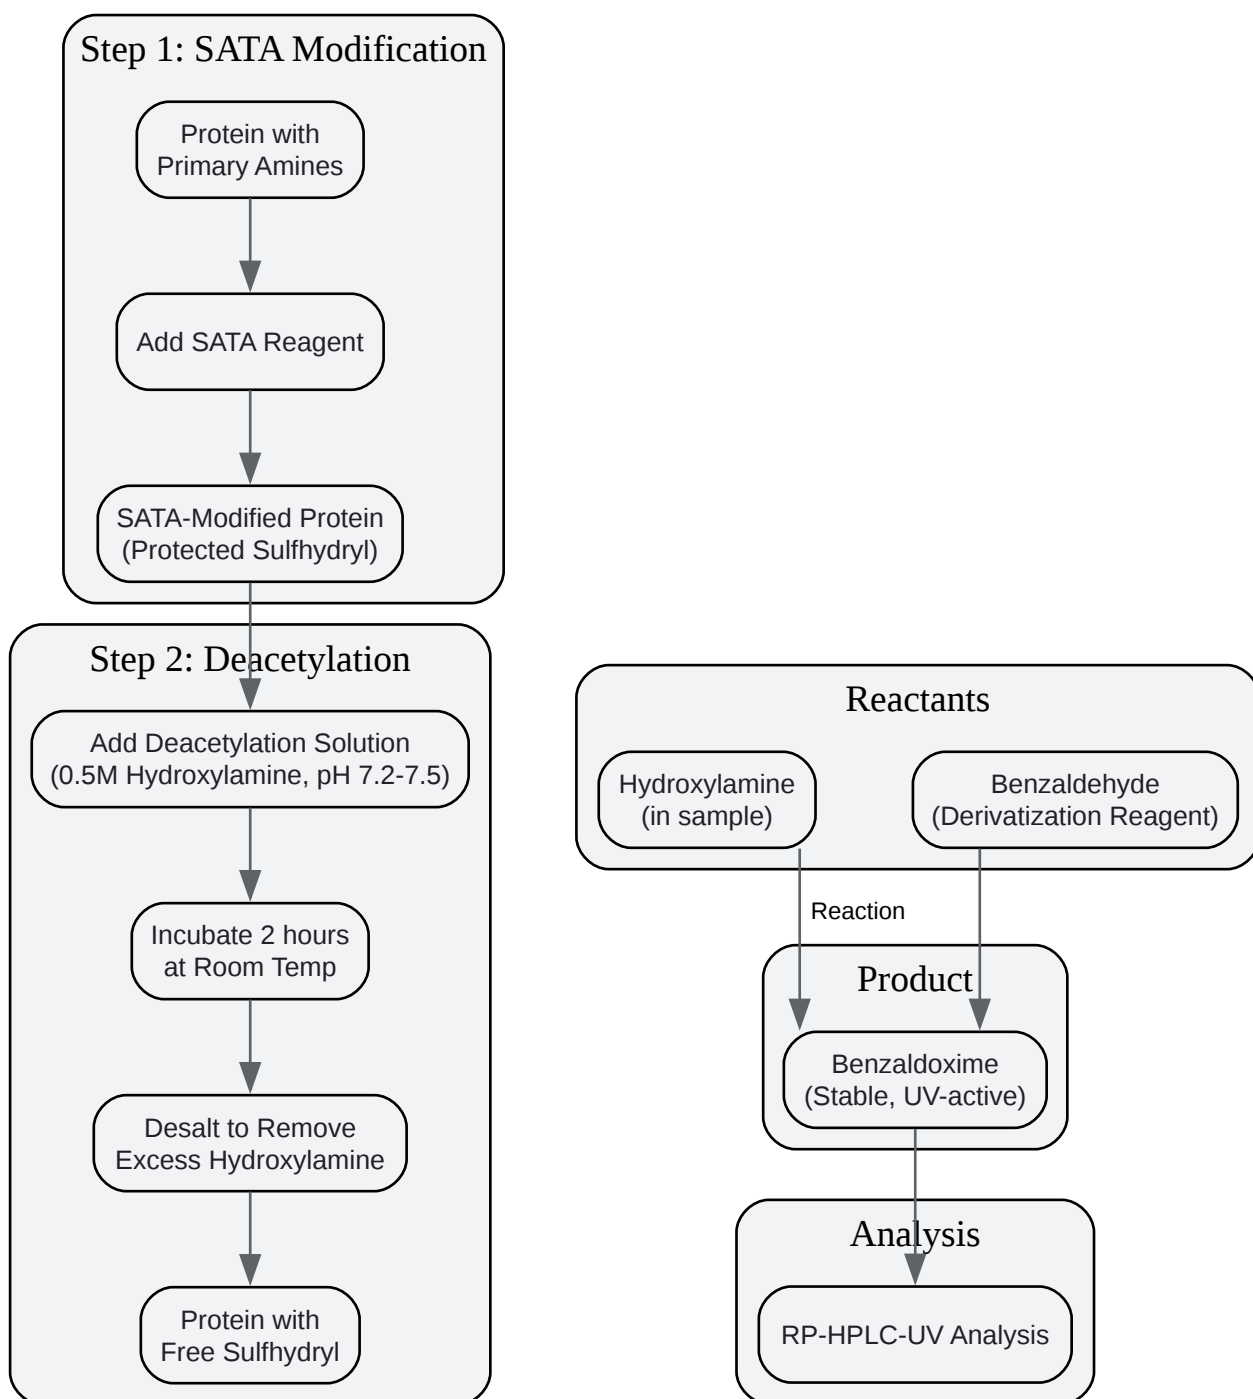 Step 1: SATA Modification
Protein with
Primary Amines
Add SATA Reagent
SATA-Modified Protein
(Protected Sulfhydryl)
Step 2: Deacetylation
Add Deacetylation Solution
(0.5M Hydroxylamine, pH 7.2-7.5)
Incubate 2 hours
at Room Temp
Desalt to Remove
Excess Hydroxylamine
Protein with
Free Sulfhydryl
Reactants
Hydroxylamine
(in sample)
Benzaldehyde
(Derivatization Reagent)
Reaction
Product
Benzaldoxime
(Stable, UV-active)
Analysis
RP-HPLC-UV Analysis